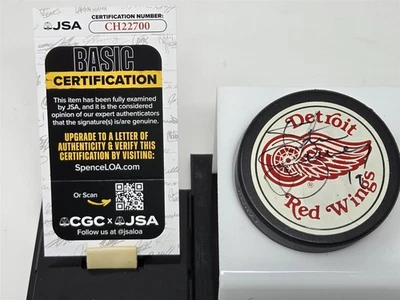 JSA
CERTIFICATION NUMBER:
CH22700
BASIC
CERTIFICATION
This item has been fully examined
by JSA, and it is the considered
opinion of our expert authenticators
that the signature(s) is/are genuine.
UPGRADE TO A LETTER OF
AUTHENTICITY & VERIFY THIS
CERTIFICATION BY VISITING:
SpenceLOA.com
Or Scan
CGC x JSA
Follow us at @jsaloa
Detroit
Red Wings